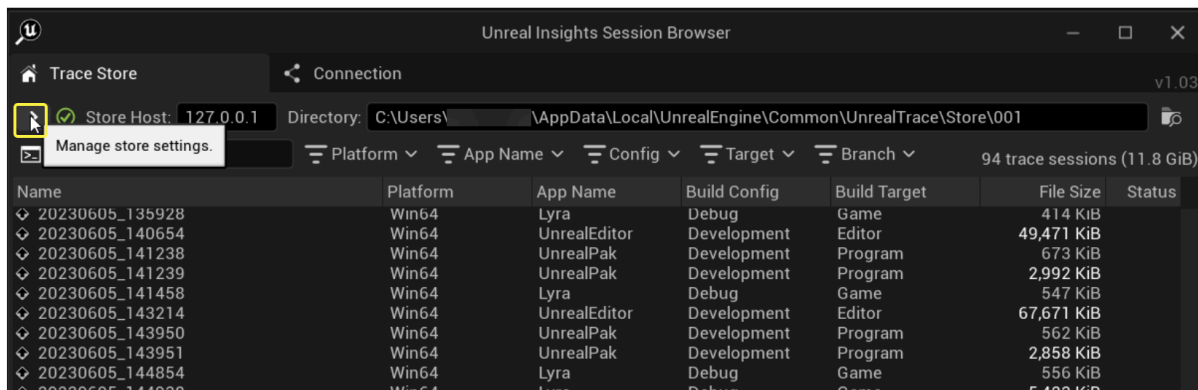 Unreal Insights Session Browser
Trace Store Connection v1.03
Store Host: 127.0.0.1 Directory: C:\Users\ \AppData\Local\UnrealEngine\Common\UnrealTrace\Store\001
Manage store settings.
Platform App Name Config Target Branch 94 trace sessions (11.8 GiB)
Name Platform App Name Build Config Build Target File Size Status
20230605_135928 Win64 Lyra Debug Game 414 KiB
20230605_140654 Win64 UnrealEditor Development Editor 49,471 KiB
20230605_141238 Win64 UnrealPak Development Program 673 KiB
20230605_141239 Win64 UnrealPak Development Program 2,992 KiB
20230605_141458 Win64 Lyra Debug Game 547 KiB
20230605_143214 Win64 UnrealEditor Development Editor 67,671 KiB
20230605_143950 Win64 UnrealPak Development Program 562 KiB
20230605_143951 Win64 UnrealPak Development Program 2,858 KiB
20230605_144854 Win64 Lyra Debug Game 556 KiB